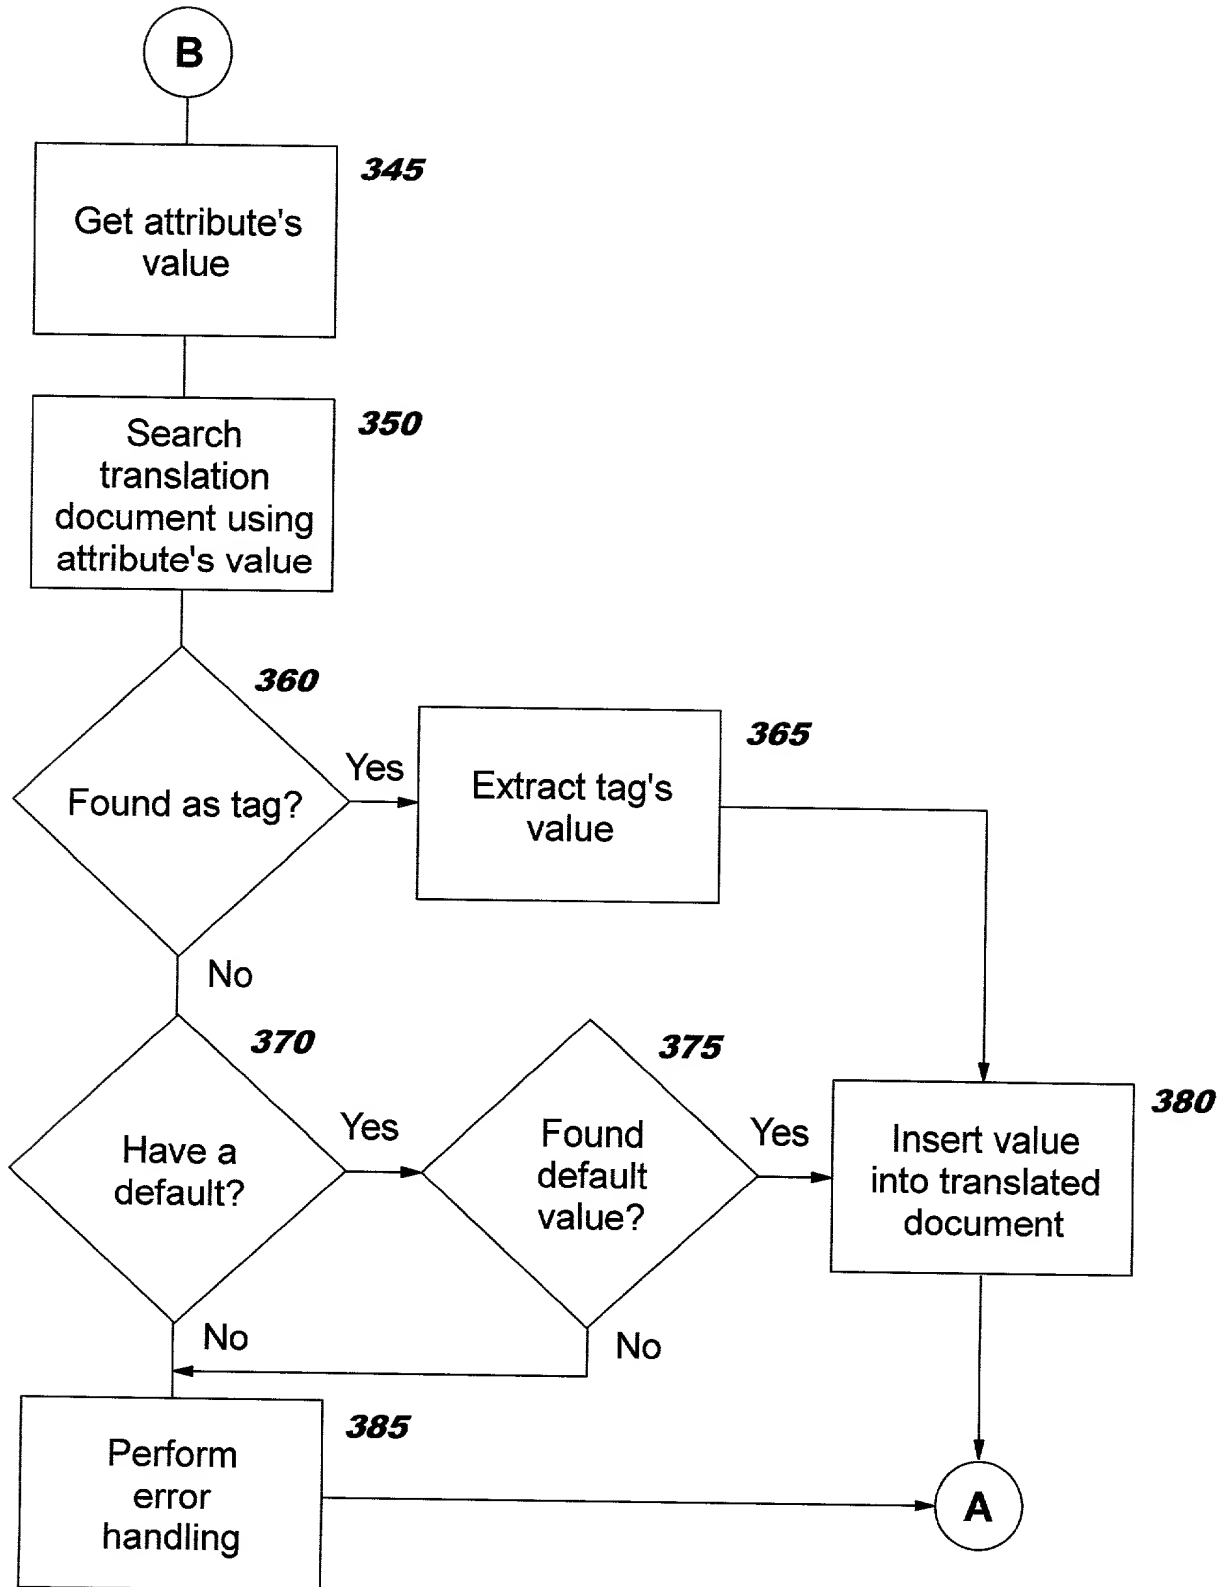 B
345
Get attribute's
value
350
Search
translation
document using
attribute's value
360
Found as tag?
Yes
365
Extract tag's
value
No
370
Have a
default?
Yes
375
Found
default
value?
Yes
380
Insert value
into translated
document
No
No
385
Perform
error
handling
A